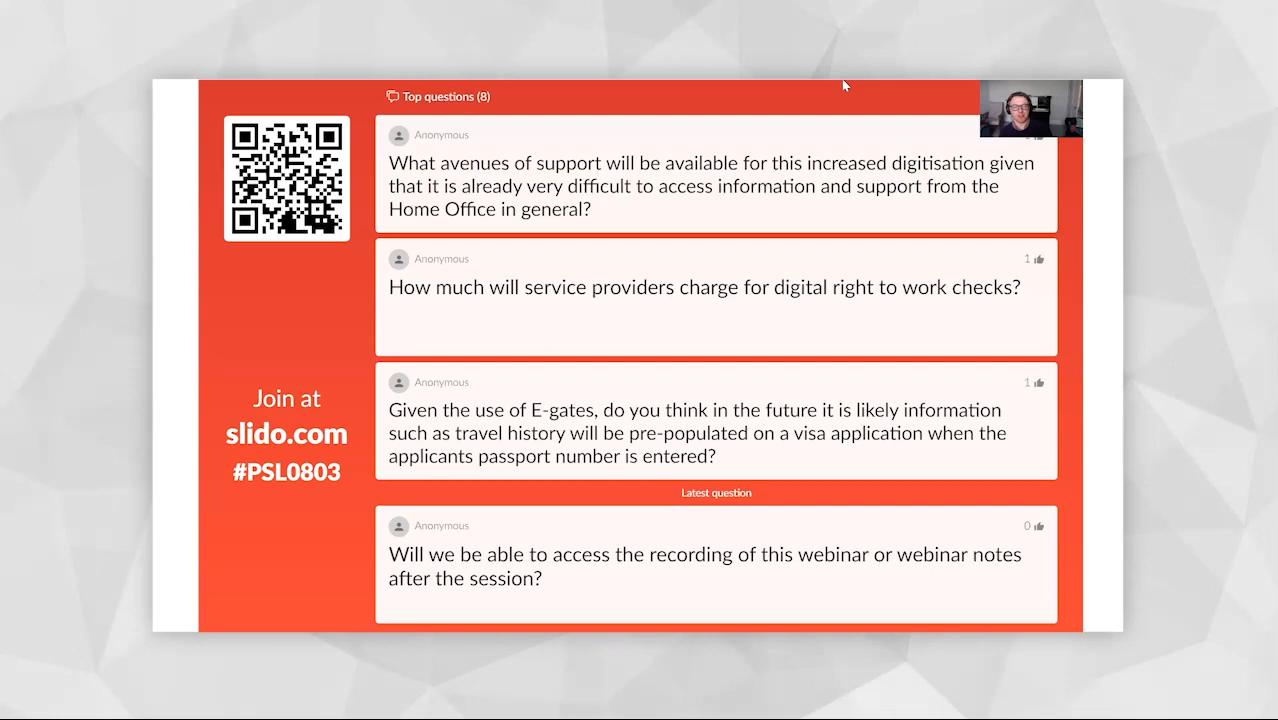 Top questions (8)
Anonymous
What avenues of support will be available for this increased digitisation given
that it is already very difficult to access information and support from the
Home Office in general?
Anonymous
1
How much will service providers charge for digital right to work checks?
Anonymous
1
Given the use of E-gates, do you think in the future it is likely information
such as travel history will be pre-populated on a visa application when the
applicants passport number is entered?
Latest question
Anonymous
0
Will we be able to access the recording of this webinar or webinar notes
after the session?
Join at
slido.com
#PSL0803